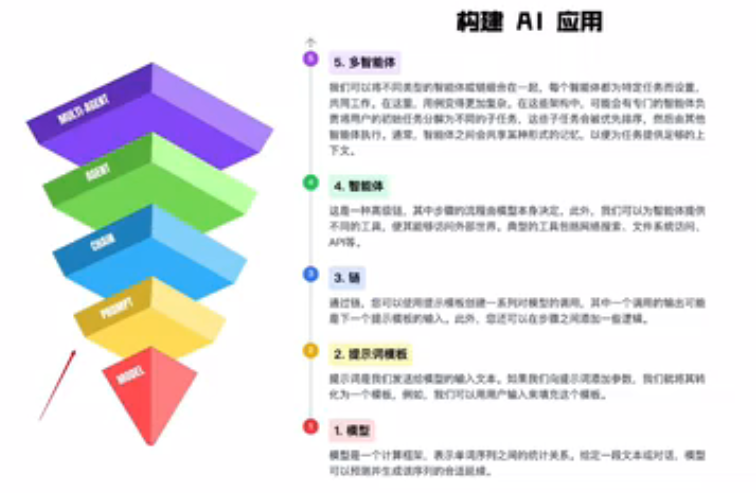 构建 AI 应用
MULTI-AGENT
AGENT
CHAIN
PROMPT
MODEL
5
5. 多智能体
我们可以将不同类型的智能体或链组合在一起，每个智能体都为特定任务而设置，
共同工作。在这里，用例变得更加复杂。在这些架构中，可能会有专门的智能体负
责将用户的初始任务分解为不同的子任务，这些子任务会被优先排序，然后由其他
智能体执行。通常，智能体之间会共享某种形式的记忆，以便为任务提供足够的上
下文。
4
4. 智能体
这是一种高级链，其中步骤的流程由模型本身决定。此外，我们可以为智能体提供
不同的工具，使其能够访问外部世界。典型的工具包括网络搜索、文件系统访问、
API等。
3
3. 链
通过链，您可以使用提示模板创建一系列对模型的调用，其中一个调用的输出可能
是下一个提示模板的输入。此外，您还可以在步骤之间添加一些逻辑。
2
2. 提示词模板
提示词是我们发送给模型的输入文本。如果我们向提示词添加参数，我们就将其转
化为一个模板，例如，我们可以用用户输入来填充这个模板。
1
1. 模型
模型是一个计算框架，表示单词序列之间的统计关系。给定一段文本或对话，模型
可以预测并生成该序列的合适延续。